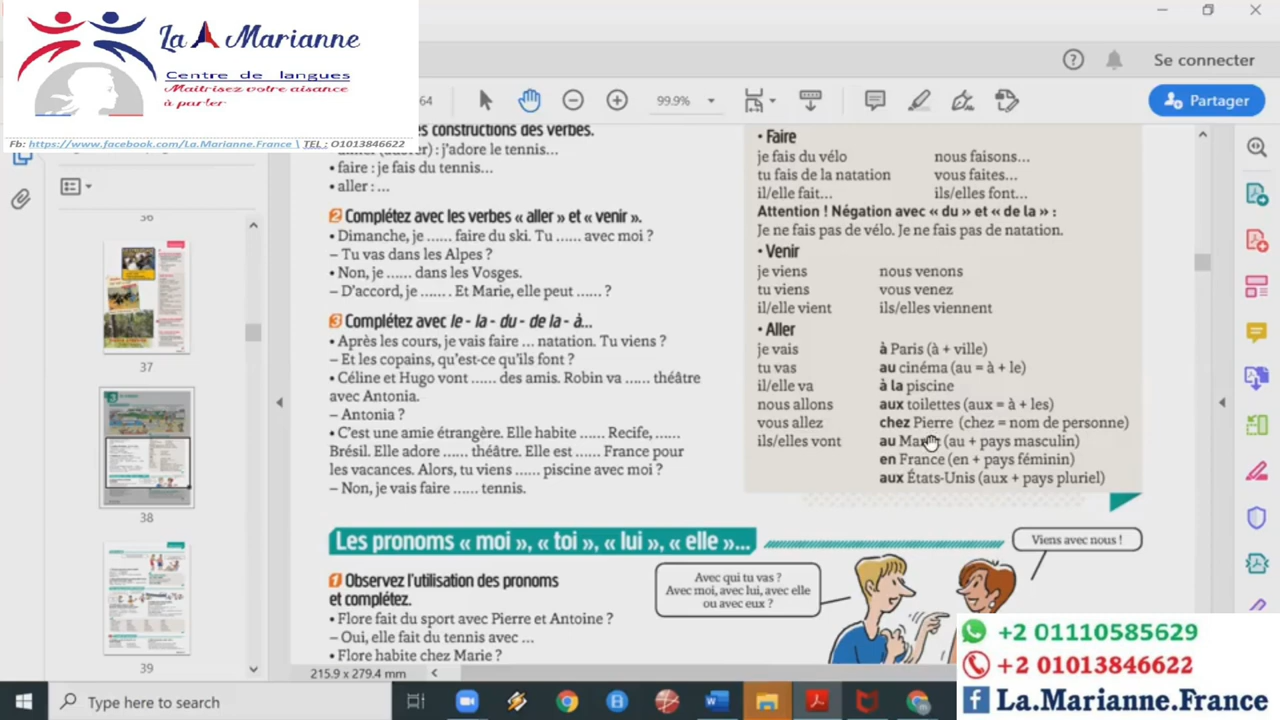 La Marianne
Centre de langues
Maîtrisez votre aisance
à parler
Fb: https://www.facebook.com/La.Marianne.France \ TEL : 01013846622
Se connecter
64
99.9%
Partager
36
37
38
39
es constructions des verbes.
: j'adore le tennis…
• faire : je fais du tennis…
• aller : …
2 Complétez avec les verbes « aller » et « venir ».
• Dimanche, je …… faire du ski. Tu …… avec moi ?
– Tu vas dans les Alpes ?
• Non, je …… dans les Vosges.
– D'accord, je …… . Et Marie, elle peut …… ?
3 Complétez avec le - la - du - de la - à…
• Après les cours, je vais faire … natation. Tu viens ?
– Et les copains, qu'est-ce qu'ils font ?
• Céline et Hugo vont …… des amis. Robin va …… théâtre
avec Antonia.
– Antonia ?
• C'est une amie étrangère. Elle habite …… Recife, ……
Brésil. Elle adore …… théâtre. Elle est …… France pour
les vacances. Alors, tu viens …… piscine avec moi ?
– Non, je vais faire …… tennis.
• Faire
je fais du vélo nous faisons…
tu fais de la natation vous faites…
il/elle fait… ils/elles font…
Attention ! Négation avec « du » et « de la » :
Je ne fais pas de vélo. Je ne fais pas de natation.
• Venir
je viens nous venons
tu viens vous venez
il/elle vient ils/elles viennent
• Aller
je vais à Paris (à + ville)
tu vas au cinéma (au = à + le)
il/elle va à la piscine
nous allons aux toilettes (aux = à + les)
vous allez chez Pierre (chez = nom de personne)
ils/elles vont au (au + pays masculin)
en France (en + pays féminin)
aux États-Unis (aux + pays pluriel)
Les pronoms « moi », « toi », « lui », « elle »…
1 Observez l'utilisation des pronoms
et complétez.
• Flore fait du sport avec Pierre et Antoine ?
– Oui, elle fait du tennis avec …
• Flore habite chez Marie ?
Avec qui tu vas ?
Avec moi, avec lui, avec elle
ou avec eux ?
Viens avec nous !
215.9 x 279.4 mm
+2 01110585629
+2 01013846622
La.Marianne.France
Type here to search